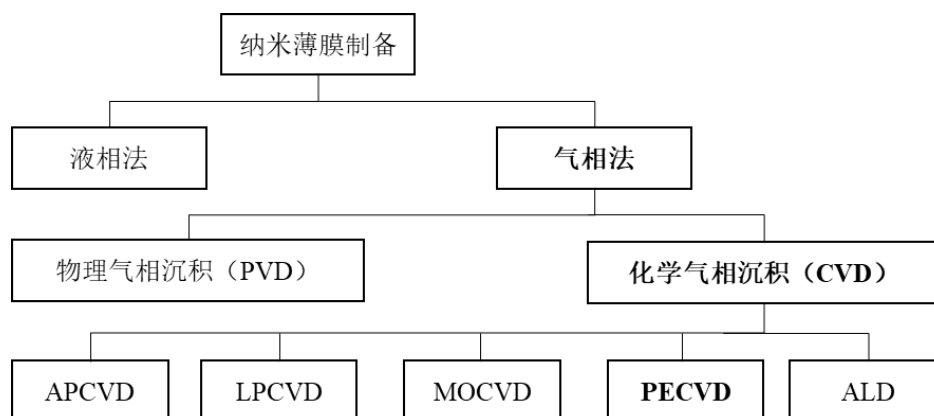 纳米薄膜制备
液相法
气相法
物理气相沉积（PVD）
化学气相沉积（CVD）
APCVD
LPCVD
MOCVD
PECVD
ALD